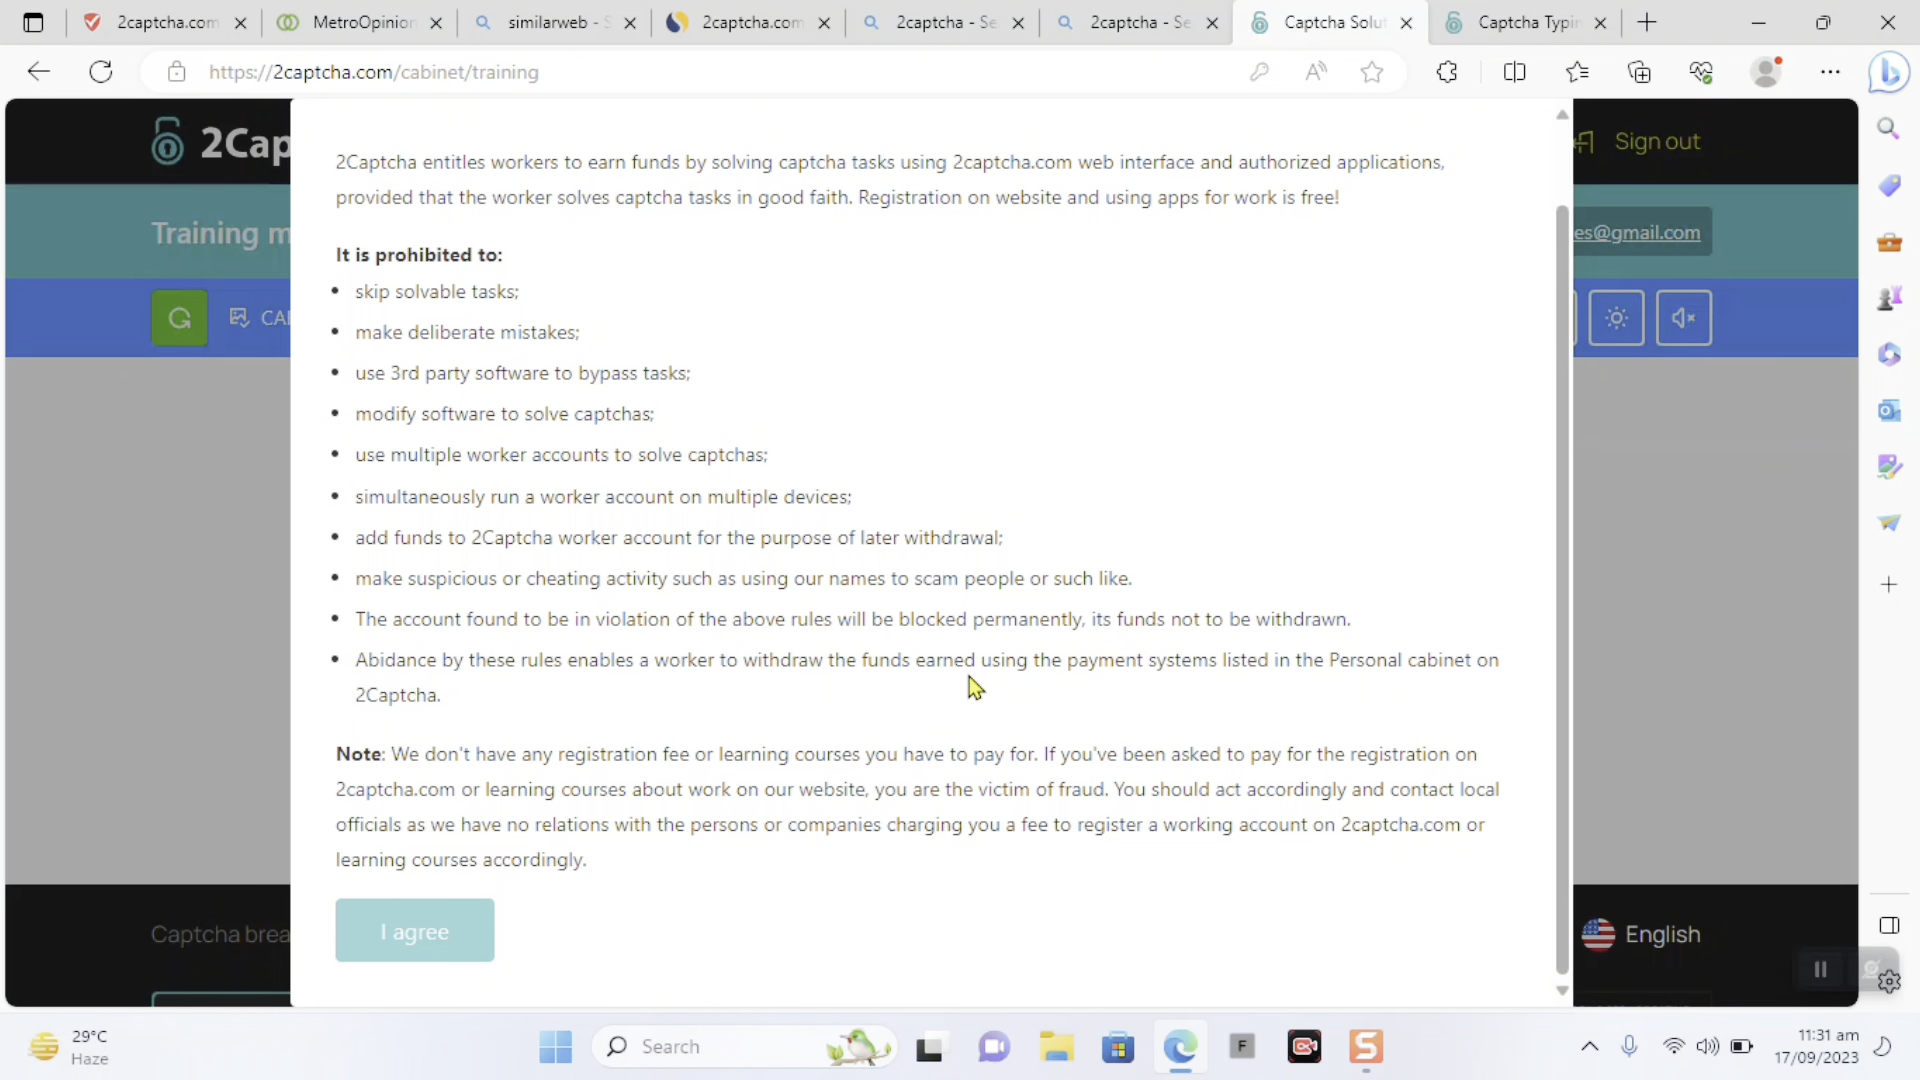 2captcha.com
MetroOpinion
similarweb - S
2captcha.com
2captcha - Se
2captcha - Se
Captcha Solut
Captcha Typin
https://2captcha.com/cabinet/training
2Cap
Sign out
Training m
es@gmail.com
CA
2Captcha entitles workers to earn funds by solving captcha tasks using 2captcha.com web interface and authorized applications,
provided that the worker solves captcha tasks in good faith. Registration on website and using apps for work is free!
It is prohibited to:
skip solvable tasks;
make deliberate mistakes;
use 3rd party software to bypass tasks;
modify software to solve captchas;
use multiple worker accounts to solve captchas;
simultaneously run a worker account on multiple devices;
add funds to 2Captcha worker account for the purpose of later withdrawal;
make suspicious or cheating activity such as using our names to scam people or such like.
The account found to be in violation of the above rules will be blocked permanently, its funds not to be withdrawn.
Abidance by these rules enables a worker to withdraw the funds earned using the payment systems listed in the Personal cabinet on
2Captcha.
Note: We don't have any registration fee or learning courses you have to pay for. If you've been asked to pay for the registration on
2captcha.com or learning courses about work on our website, you are the victim of fraud. You should act accordingly and contact local
officials as we have no relations with the persons or companies charging you a fee to register a working account on 2captcha.com or
learning courses accordingly.
I agree
Captcha brea
English
29°C
Haze
Search
F
S
11:31 am
17/09/2023